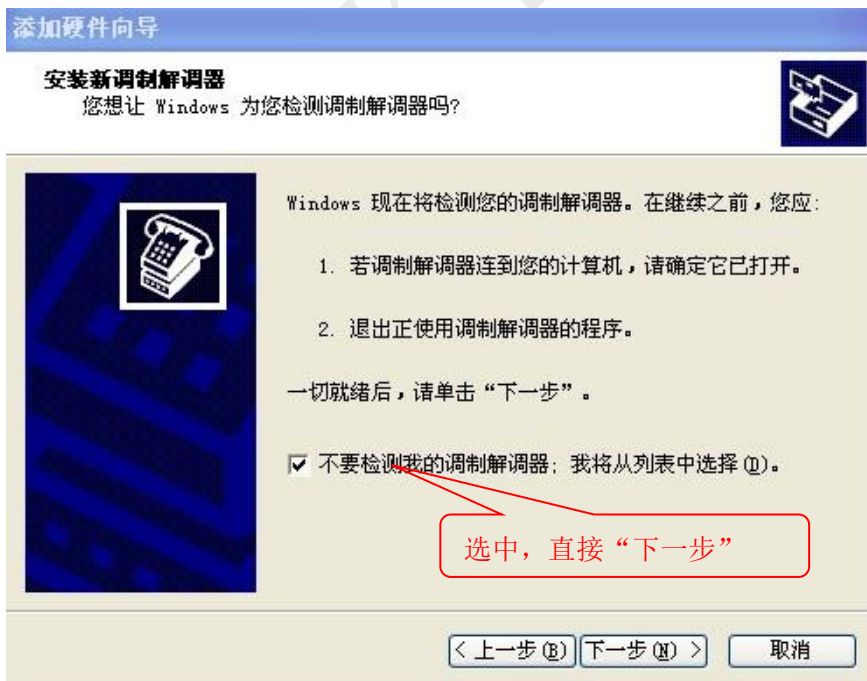 添加硬件向导
安装新调制解调器
您想让 Windows 为您检测调制解调器吗?
Windows 现在将检测您的调制解调器。在继续之前，您应:
1. 若调制解调器连到您的计算机，请确定它已打开。
2. 退出正使用调制解调器的程序。
一切就绪后，请单击“下一步”。
不要检测我的调制解调器; 我将从列表中选择(D)。
选中，直接“下一步”
< 上一步(B) 下一步(N) > 取消